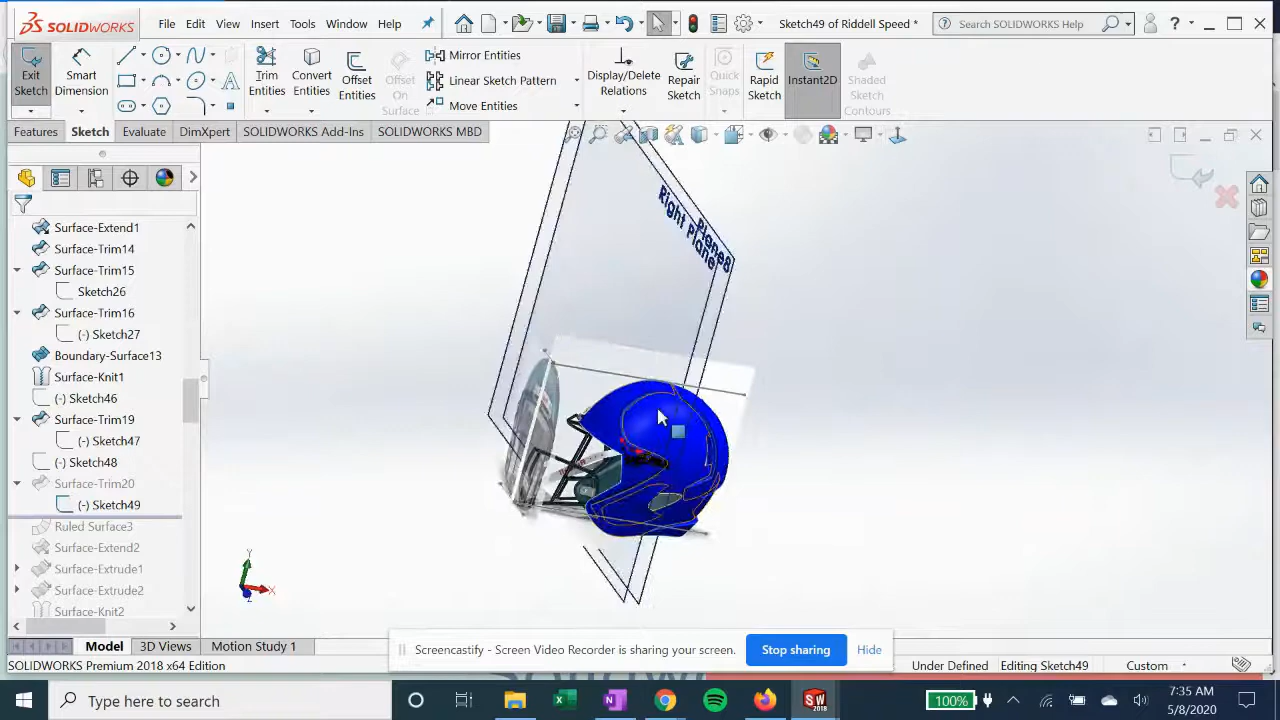 SOLIDWORKS File Edit View Insert Tools Window Help Sketch49 of Riddell Speed * Search SOLIDWORKS Help ?
Exit Sketch Smart Dimension Trim Entities Convert Entities Offset Entities Offset On Surface Mirror Entities Linear Sketch Pattern Move Entities Display/Delete Relations Repair Sketch Quick Snaps Rapid Sketch Instant2D Shaded Sketch Contours
Features Sketch Evaluate DimXpert SOLIDWORKS Add-Ins SOLIDWORKS MBD
Right Plane
Plane8
Surface-Extend1
Surface-Trim14
Surface-Trim15
Sketch26
Surface-Trim16
(-) Sketch27
Boundary-Surface13
Surface-Knit1
(-) Sketch46
Surface-Trim19
(-) Sketch47
(-) Sketch48
Surface-Trim20
(-) Sketch49
Ruled Surface3
Surface-Extend2
Surface-Extrude1
Surface-Extrude2
Surface-Knit2
Y
X
Z
Model 3D Views Motion Study 1
Screencastify - Screen Video Recorder is sharing your screen. Stop sharing Hide
SOLIDWORKS Premium 2018 x64 Edition Under Defined Editing Sketch49 Custom
Type here to search 100% 7:35 AM
5/8/2020